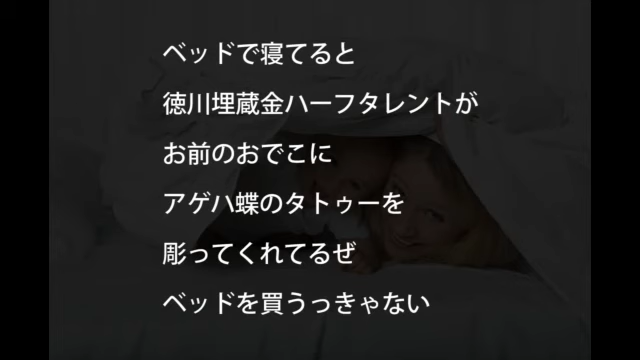 ベッドで寝てると
徳川埋蔵金ハーフタレントが
お前のおでこに
アゲハ蝶のタトゥーを
彫ってくれてるぜ
ベッドを買うっきゃない